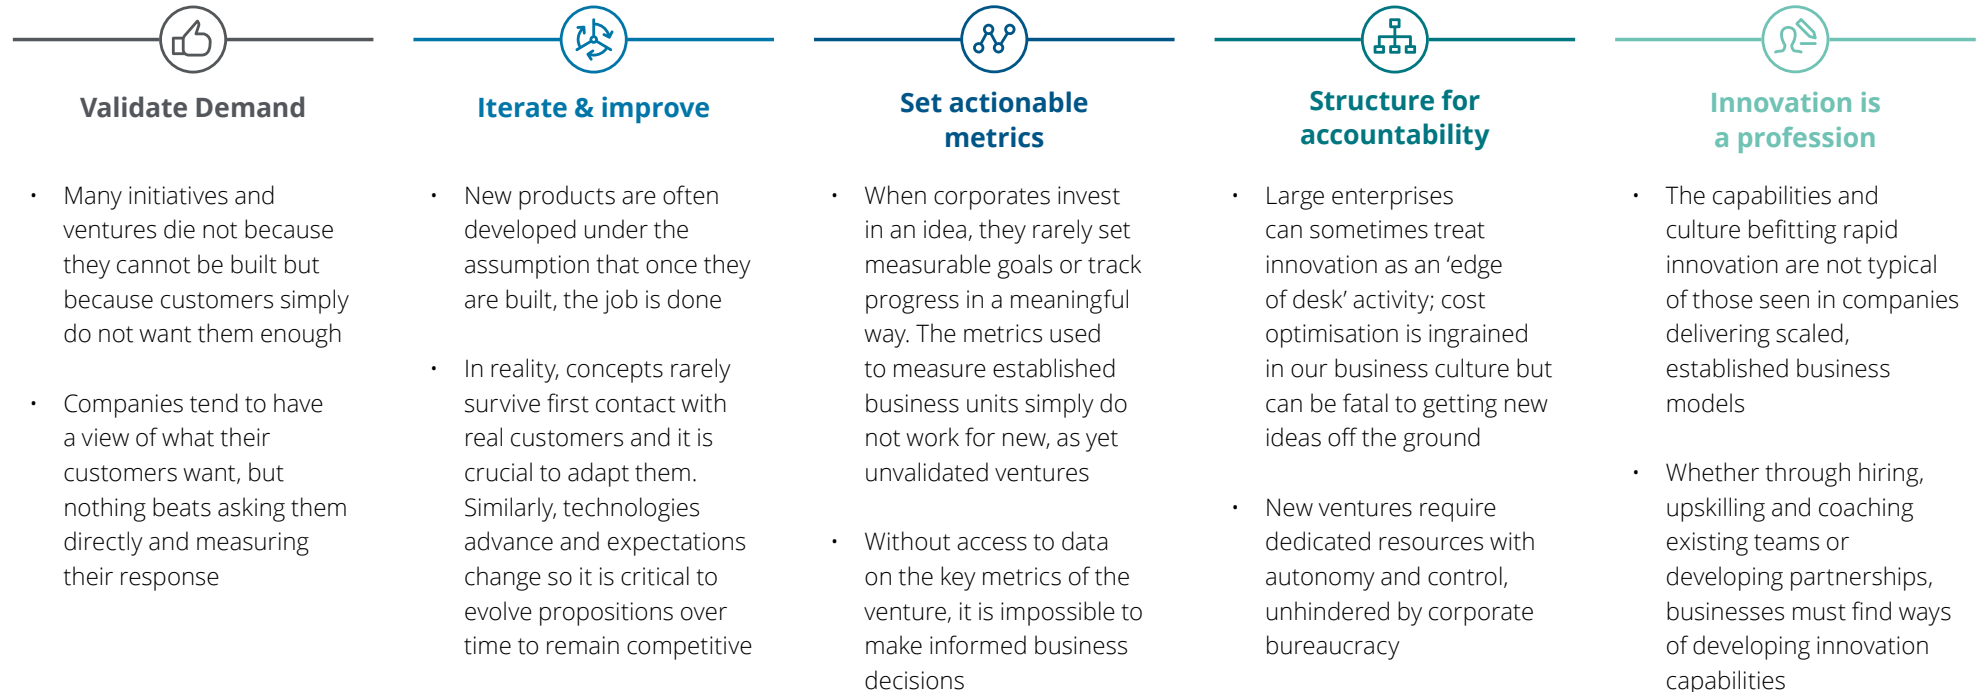 Validate Demand
• Many initiatives and
ventures die not because
they cannot be built but
because customers simply
do not want them enough
• Companies tend to have
a view of what their
customers want, but
nothing beats asking them
directly and measuring
their response
Iterate & improve
• New products are often
developed under the
assumption that once they
are built, the job is done
• In reality, concepts rarely
survive first contact with
real customers and it is
crucial to adapt them.
Similarly, technologies
advance and expectations
change so it is critical to
evolve propositions over
time to remain competitive
Set actionable
metrics
• When corporates invest
in an idea, they rarely set
measurable goals or track
progress in a meaningful
way. The metrics used
to measure established
business units simply do
not work for new, as yet
unvalidated ventures
• Without access to data
on the key metrics of the
venture, it is impossible to
make informed business
decisions
Structure for
accountability
• Large enterprises
can sometimes treat
innovation as an ‘edge
of desk’ activity; cost
optimisation is ingrained
in our business culture but
can be fatal to getting new
ideas off the ground
• New ventures require
dedicated resources with
autonomy and control,
unhindered by corporate
bureaucracy
Innovation is
a profession
• The capabilities and
culture befitting rapid
innovation are not typical
of those seen in companies
delivering scaled,
established business
models
• Whether through hiring,
upskilling and coaching
existing teams or
developing partnerships,
businesses must find ways
of developing innovation
capabilities